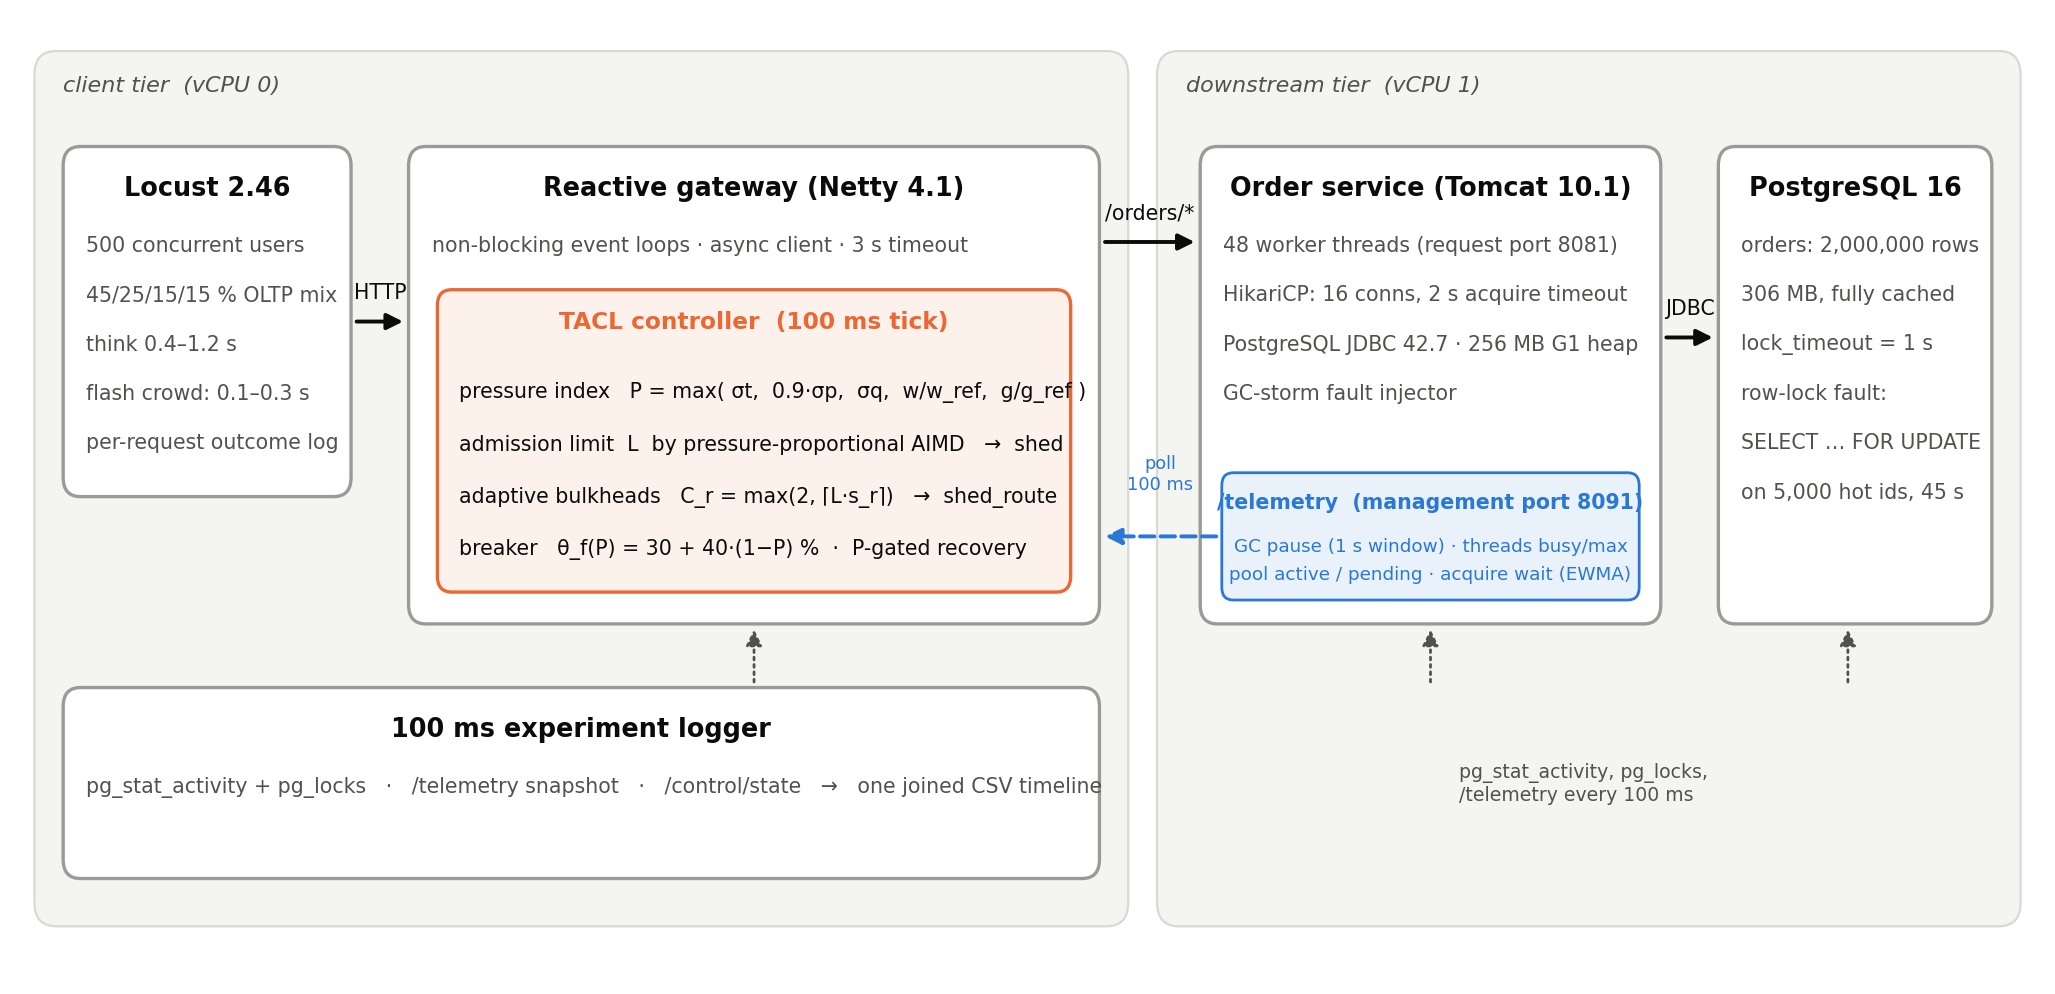 client tier  (vCPU 0)
Locust 2.46
500 concurrent users
45/25/15/15 % OLTP mix
think 0.4–1.2 s
flash crowd: 0.1–0.3 s
per-request outcome log
HTTP
Reactive gateway (Netty 4.1)
non-blocking event loops · async client · 3 s timeout
TACL controller  (100 ms tick)
pressure index   P = max( σt,  0.9·σp,  σq,  w/w_ref,  g/g_ref )
admission limit  L  by pressure-proportional AIMD   →  shed
adaptive bulkheads   C_r = max(2, ⌈L·s_r⌉)   →  shed_route
breaker   θ_f(P) = 30 + 40·(1−P) %  ·  P-gated recovery
/orders/*
poll
100 ms
downstream tier  (vCPU 1)
Order service (Tomcat 10.1)
48 worker threads (request port 8081)
HikariCP: 16 conns, 2 s acquire timeout
PostgreSQL JDBC 42.7 · 256 MB G1 heap
GC-storm fault injector
/telemetry  (management port 8091)
GC pause (1 s window) · threads busy/max
pool active / pending · acquire wait (EWMA)
JDBC
PostgreSQL 16
orders: 2,000,000 rows
306 MB, fully cached
lock_timeout = 1 s
row-lock fault:
SELECT … FOR UPDATE
on 5,000 hot ids, 45 s
100 ms experiment logger
pg_stat_activity + pg_locks   ·   /telemetry snapshot   ·   /control/state   →   one joined CSV timeline
pg_stat_activity, pg_locks,
/telemetry every 100 ms